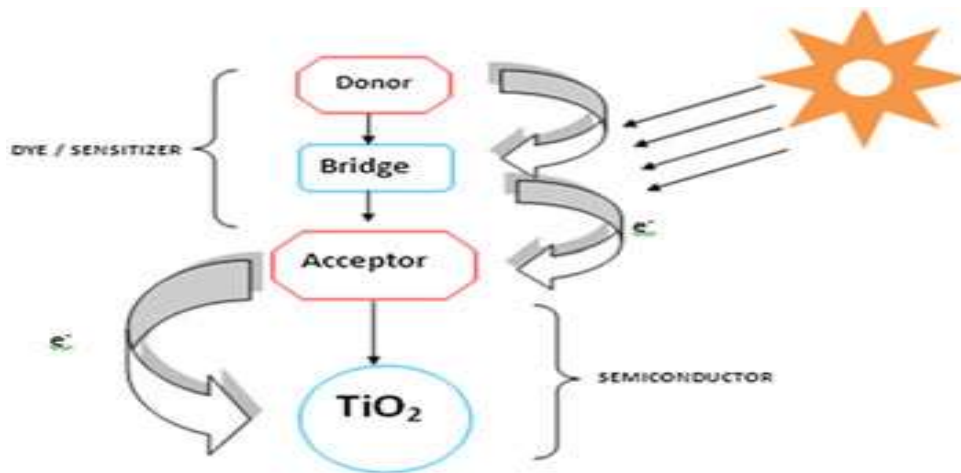 Donor
DYE / SENSITIZER
Bridge
e⁻
Acceptor
e⁻
SEMICONDUCTOR
TiO₂